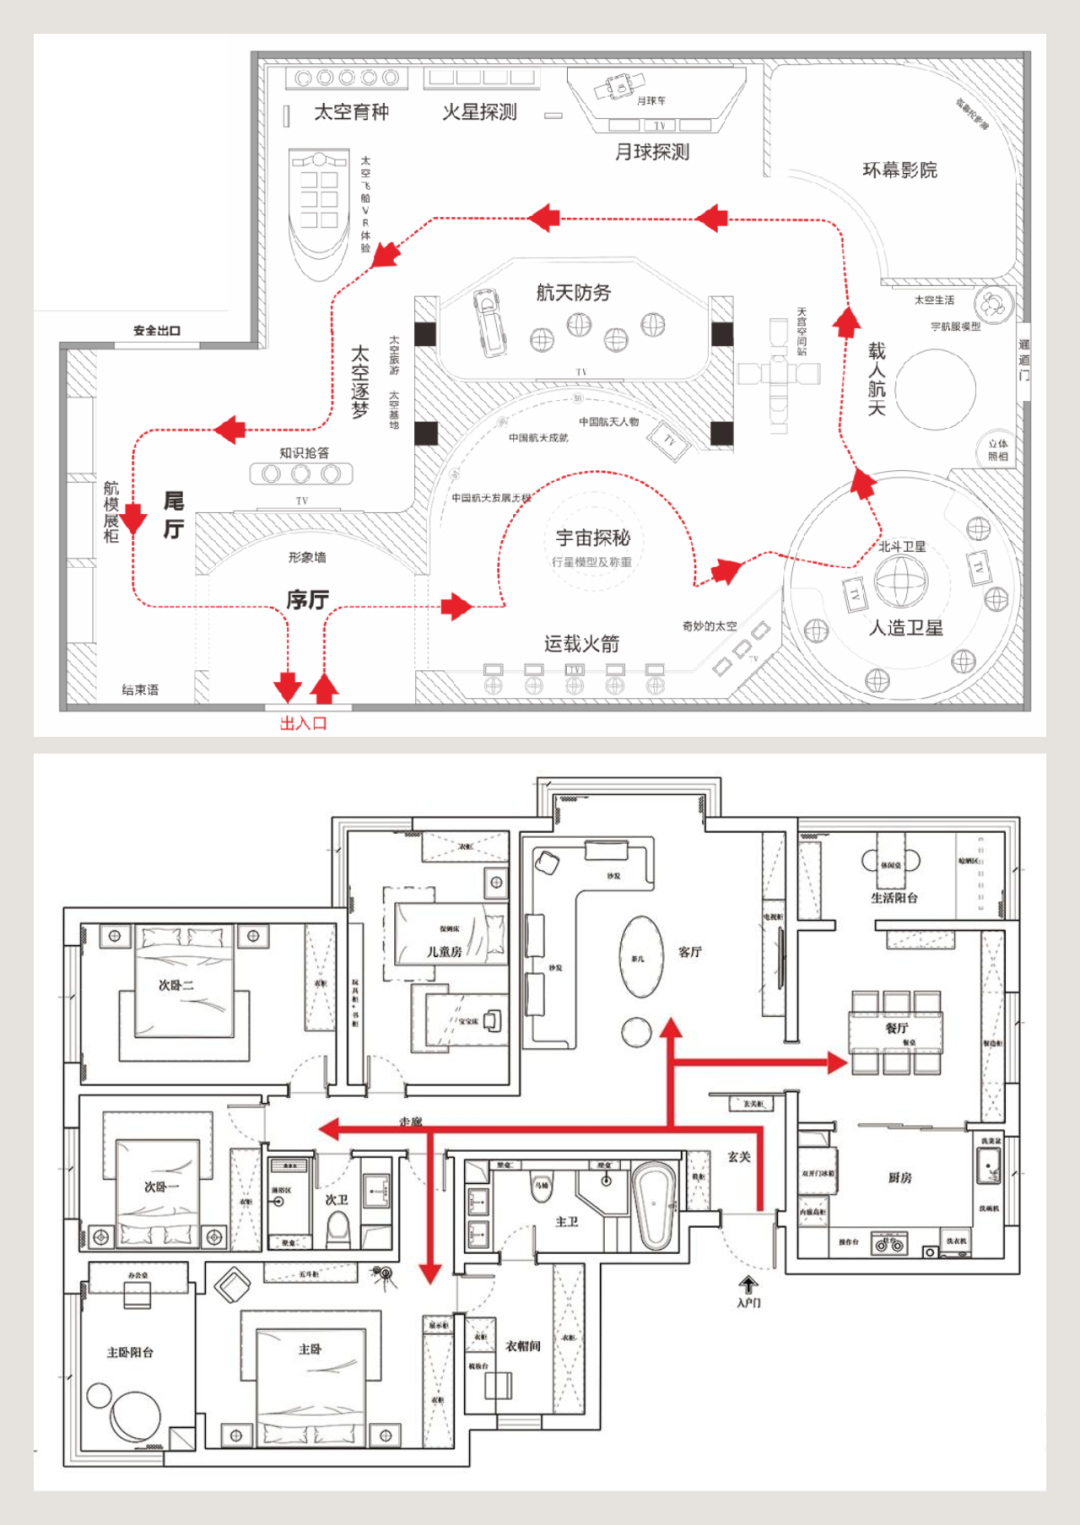 太空育种
火星探测
月球车
TV
月球探测
弧幕投影墙
环幕影院
太空飞船VR体验
航天防务
TV
天宫空间站
太空生活
宇航服模型
通道门
载人航天
立体
照相
安全出口
太空逐梦
太空旅游
太空基地
知识抢答
TV
中国航天人物
中国航天成就
中国航天发展历程
TV
航模展柜
尾厅
形象墙
序厅
宇宙探秘
行星模型及称重
北斗卫星
TV
TV
人造卫星
奇妙的太空
TV
运载火箭
TV
结束语
出入口
衣柜
沙发
休闲桌
晾晒区
生活阳台
保姆床
儿童房
玩具柜+书柜
宝宝床
沙发
茶几
客厅
电视柜
次卧二
衣柜
餐厅
餐桌
餐边柜
走廊
玄关柜
玄关
鞋柜
次卧一
衣柜
淋浴区
壁龛
次卫
壁龛
壁龛
马桶
主卫
双开门冰箱
内嵌高柜
厨房
洗菜盆
洗碗机
操作台
灶台
洗衣机
入户门
办公桌
五斗柜
主卧阳台
主卧
展示柜
衣柜
衣柜
梳妆台
衣帽间
衣柜